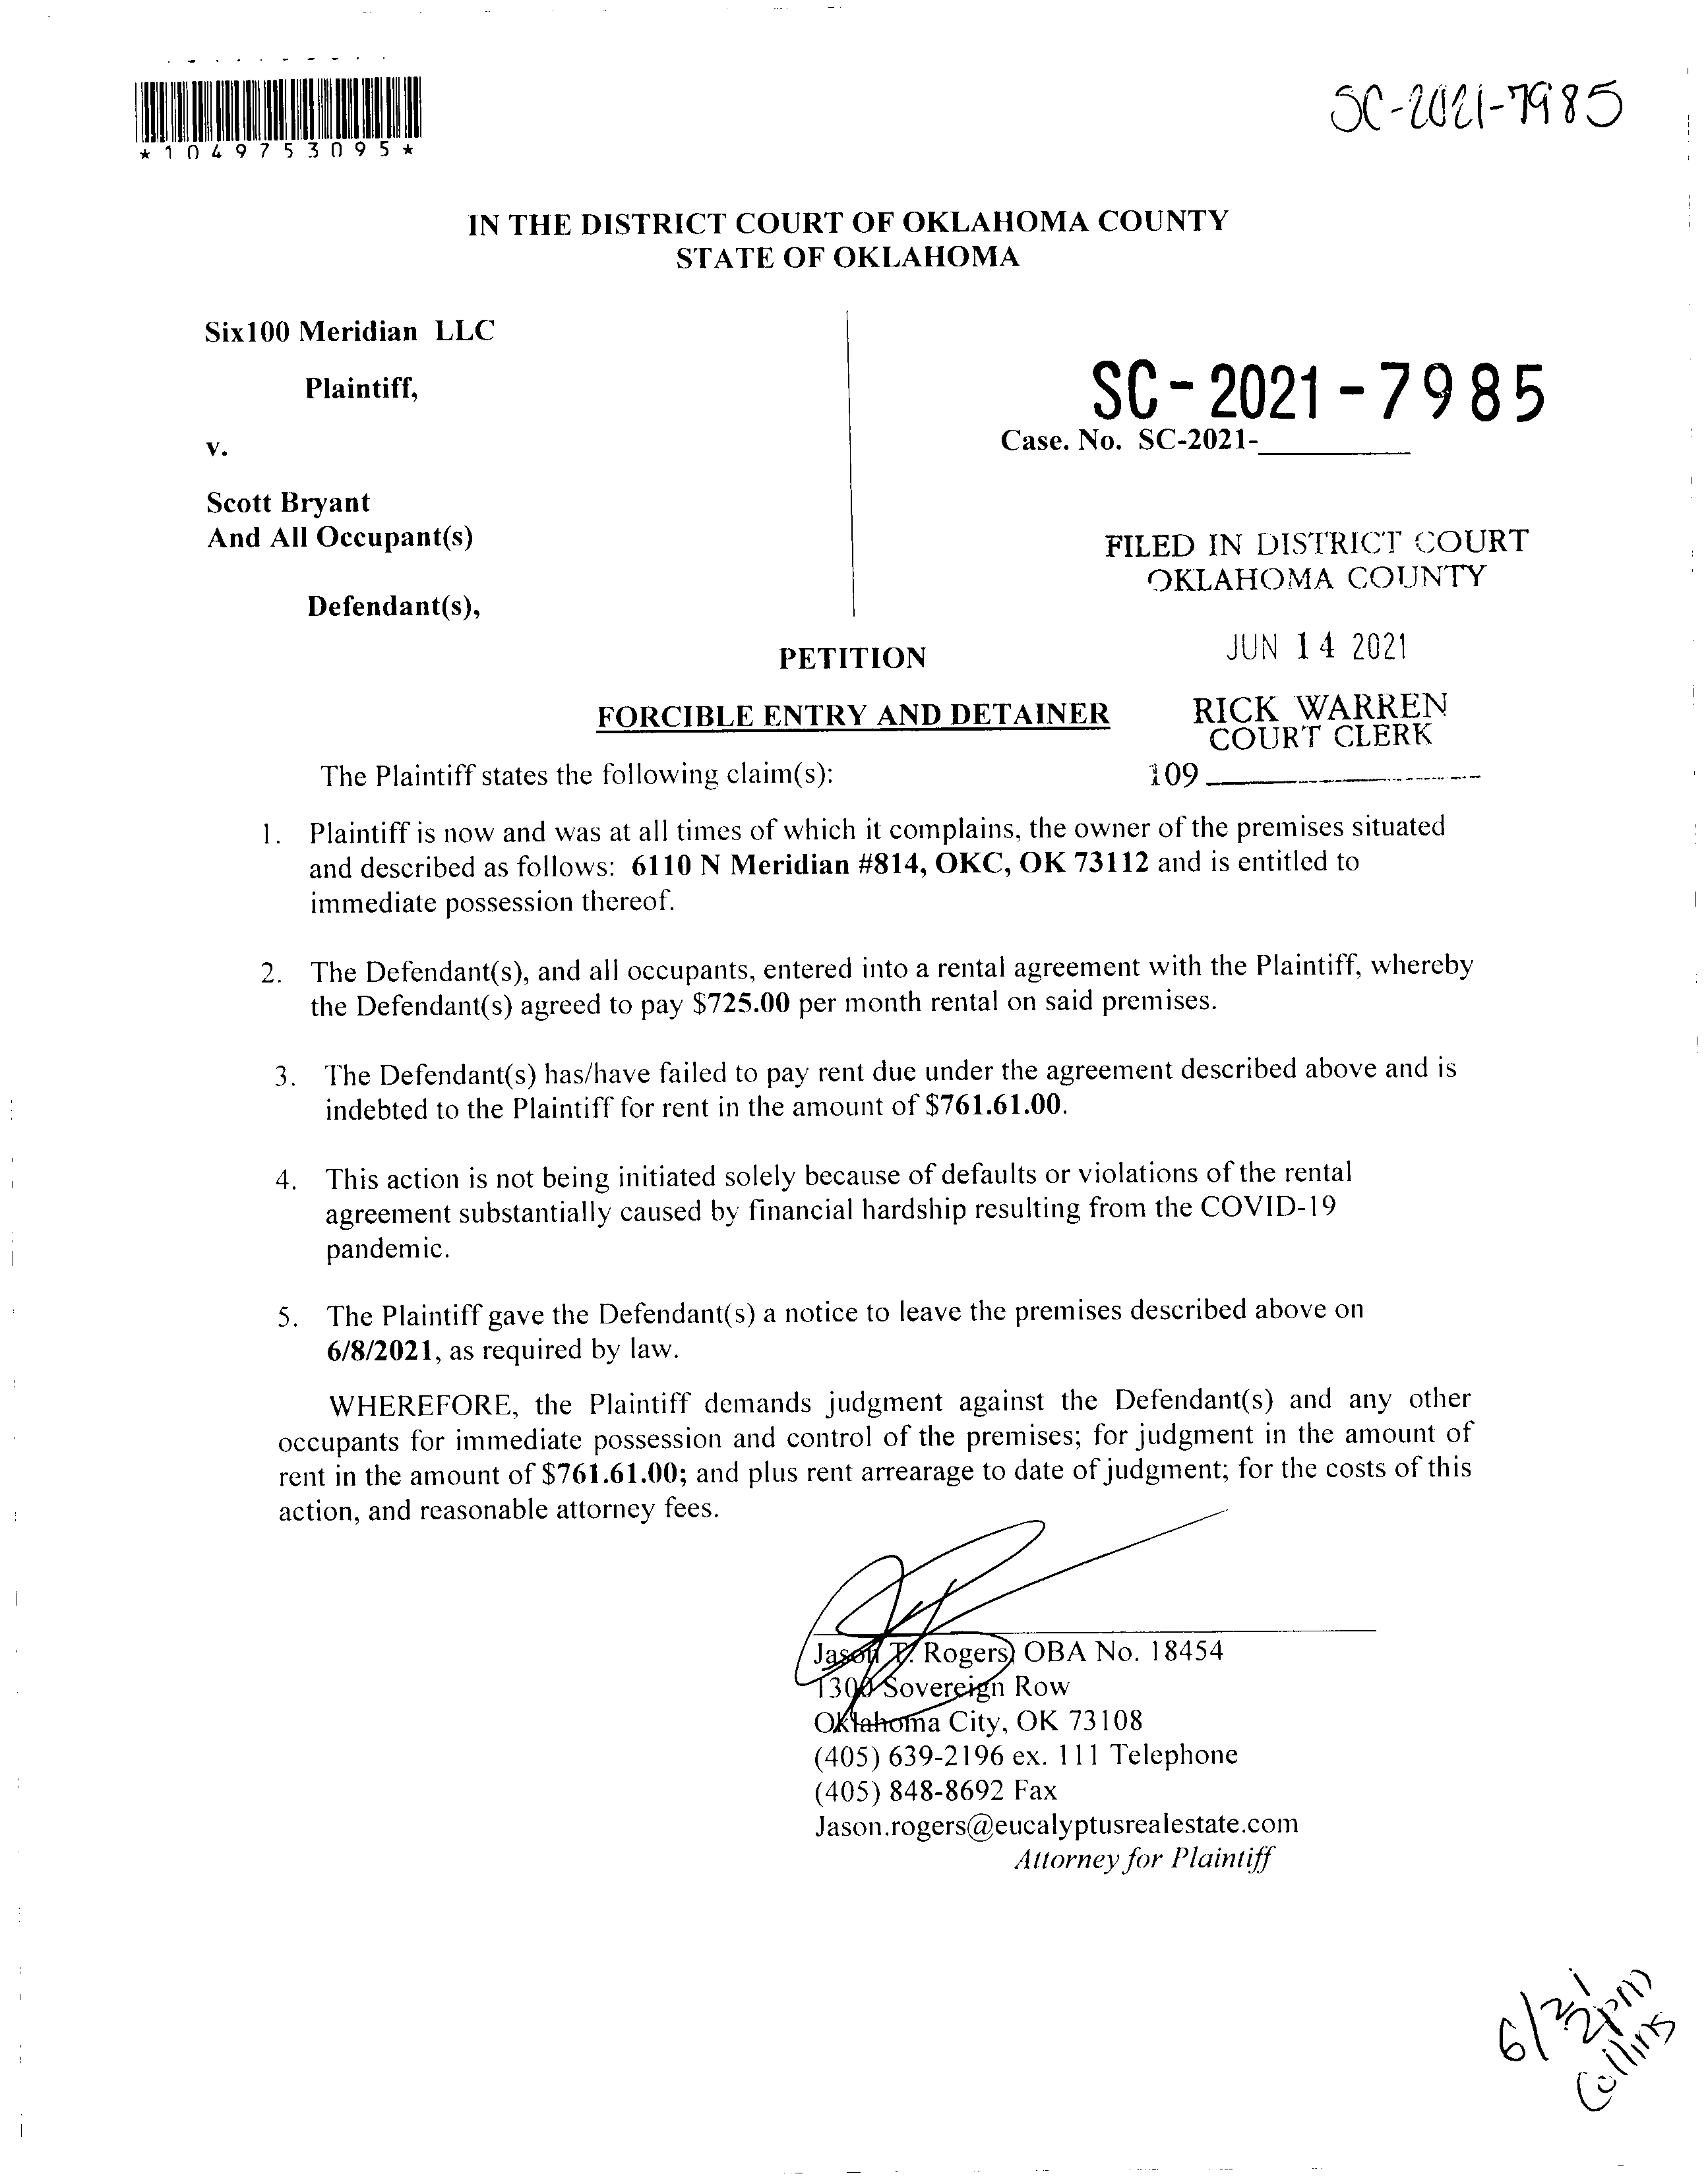 SC-2021-7985
*1049753095*
IN THE DISTRICT COURT OF OKLAHOMA COUNTY
STATE OF OKLAHOMA
Six100 Meridian LLC
Plaintiff,
v.
Scott Bryant
And All Occupant(s)
Defendant(s),
SC-2021-7985
Case. No. SC-2021-
FILED IN DISTRICT COURT
OKLAHOMA COUNTY
JUN 14 2021
RICK WARREN
COURT CLERK
109
PETITION
FORCIBLE ENTRY AND DETAINER
The Plaintiff states the following claim(s):
1. Plaintiff is now and was at all times of which it complains, the owner of the premises situated
and described as follows: 6110 N Meridian #814, OKC, OK 73112 and is entitled to
immediate possession thereof.
2. The Defendant(s), and all occupants, entered into a rental agreement with the Plaintiff, whereby
the Defendant(s) agreed to pay $725.00 per month rental on said premises.
3. The Defendant(s) has/have failed to pay rent due under the agreement described above and is
indebted to the Plaintiff for rent in the amount of $761.61.00.
4. This action is not being initiated solely because of defaults or violations of the rental
agreement substantially caused by financial hardship resulting from the COVID-19
pandemic.
5. The Plaintiff gave the Defendant(s) a notice to leave the premises described above on
6/8/2021, as required by law.
WHEREFORE, the Plaintiff demands judgment against the Defendant(s) and any other
occupants for immediate possession and control of the premises; for judgment in the amount of
rent in the amount of $761.61.00; and plus rent arrearage to date of judgment; for the costs of this
action, and reasonable attorney fees.
Jason T. Rogers, OBA No. 18454
1300 Sovereign Row
Oklahoma City, OK 73108
(405) 639-2196 ex. 111 Telephone
(405) 848-8692 Fax
Jason.rogers@eucalyptusrealestate.com
Attorney for Plaintiff
2pm
Collins